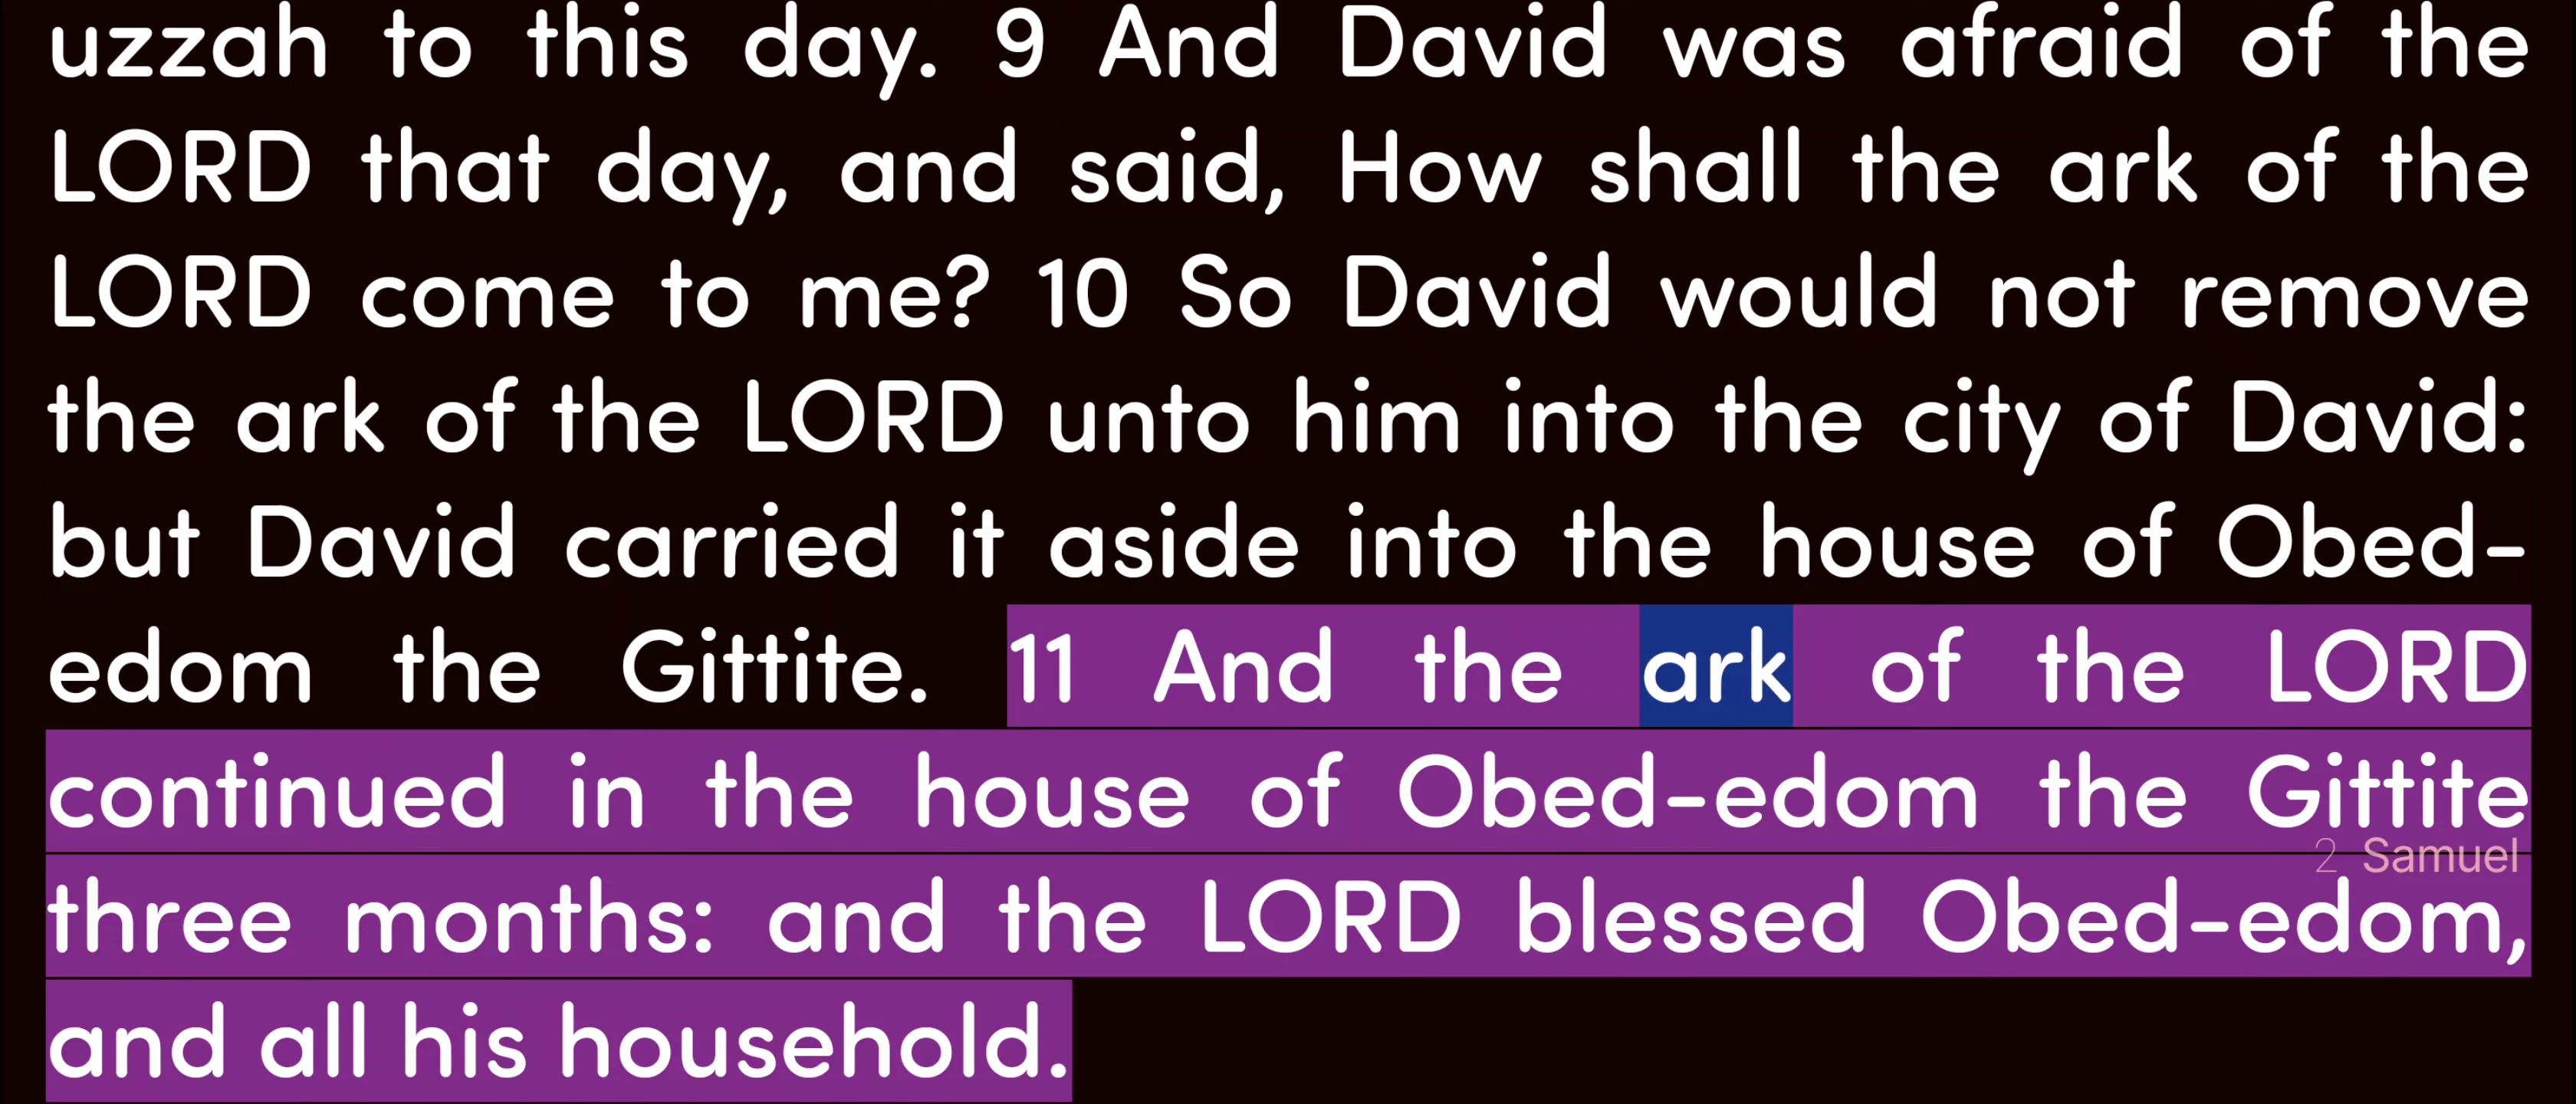 uzzah to this day. 9 And David was afraid of the
LORD that day, and said, How shall the ark of the
LORD come to me? 10 So David would not remove
the ark of the LORD unto him into the city of David:
but David carried it aside into the house of Obed-
edom the Gittite. 11 And the ark of the LORD
continued in the house of Obed-edom the Gittite
2 Samuel
three months: and the LORD blessed Obed-edom,
and all his household.